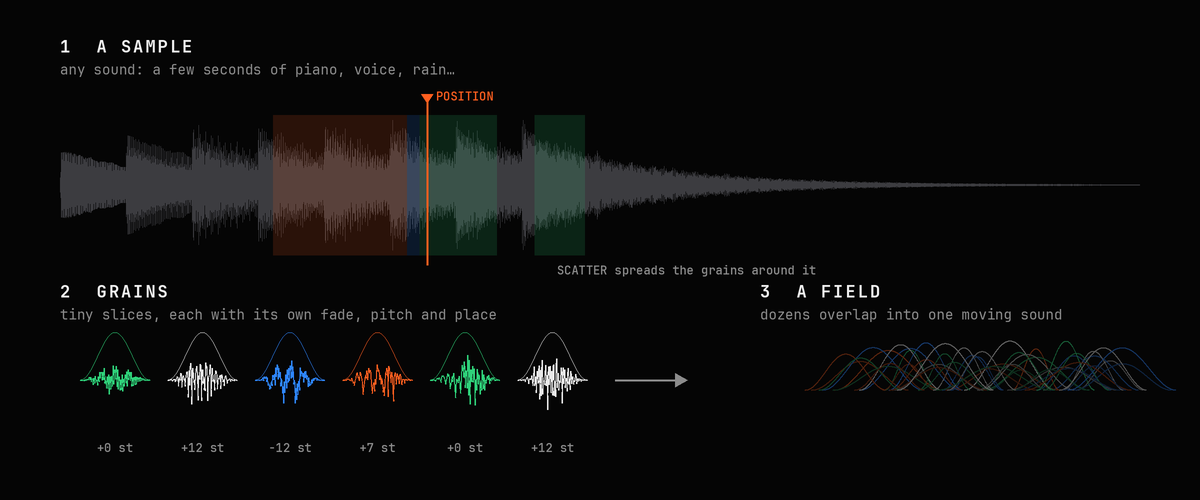 1 A SAMPLE
any sound: a few seconds of piano, voice, rain…
POSITION
SCATTER spreads the grains around it
2 GRAINS
tiny slices, each with its own fade, pitch and place
+0 st
+12 st
-12 st
+7 st
+0 st
+12 st
3 A FIELD
dozens overlap into one moving sound